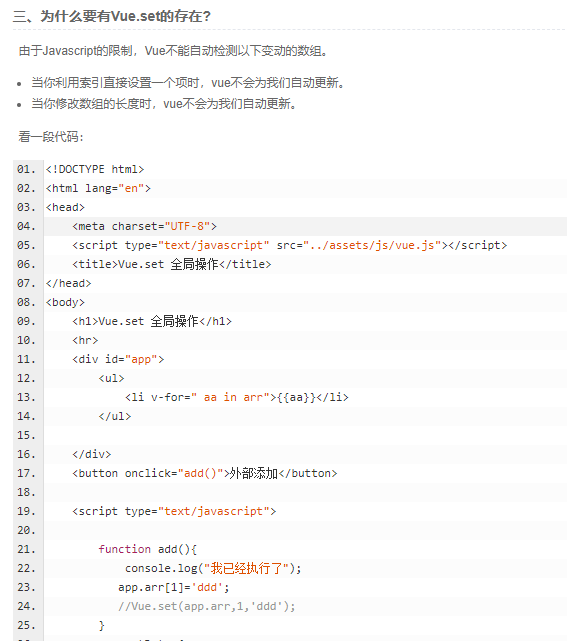 三、为什么要有Vue.set的存在?
由于Javascript的限制，Vue不能自动检测以下变动的数组。
当你利用索引直接设置一个项时，vue不会为我们自动更新。
当你修改数组的长度时，vue不会为我们自动更新。
看一段代码：
01. <!DOCTYPE html>
02. <html lang="en">
03. <head>
04.     <meta charset="UTF-8">
05.     <script type="text/javascript" src="../assets/js/vue.js"></script>
06.     <title>Vue.set 全局操作</title>
07. </head>
08. <body>
09.     <h1>Vue.set 全局操作</h1>
10.     <hr>
11.     <div id="app">
12.         <ul>
13.             <li v-for=" aa in arr">{{aa}}</li>
14.         </ul>
15.
16.     </div>
17.     <button onclick="add()">外部添加</button>
18.
19.     <script type="text/javascript">
20.
21.         function add(){
22.             console.log("我已经执行了");
23.            app.arr[1]='ddd';
24.            //Vue.set(app.arr,1,'ddd');
25.         }